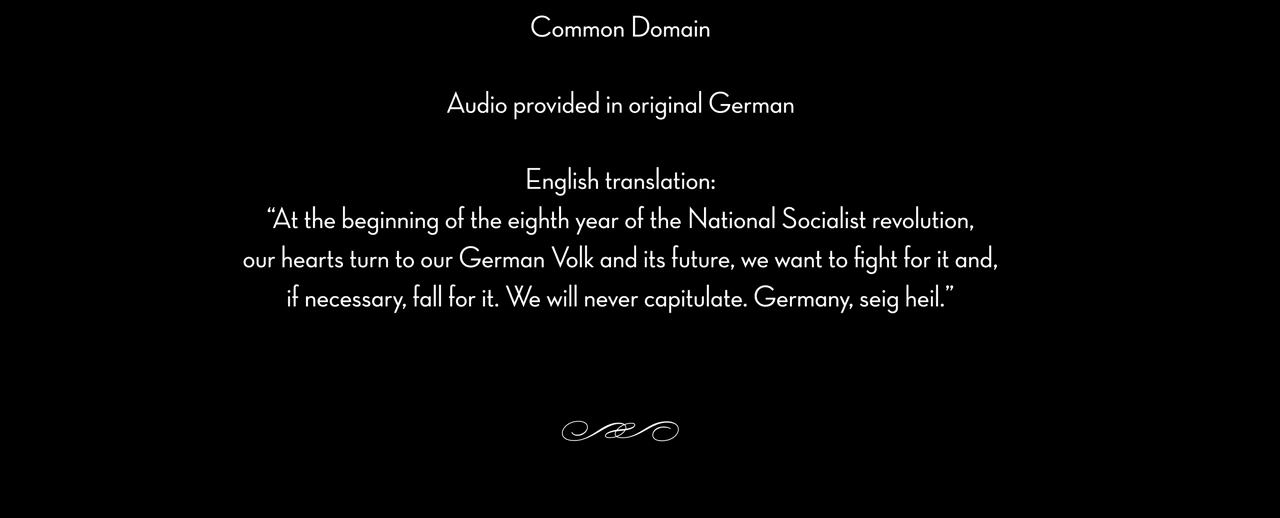 Common Domain
Audio provided in original German
English translation:
“At the beginning of the eighth year of the National Socialist revolution,
our hearts turn to our German Volk and its future, we want to fight for it and,
if necessary, fall for it. We will never capitulate. Germany, seig heil.”